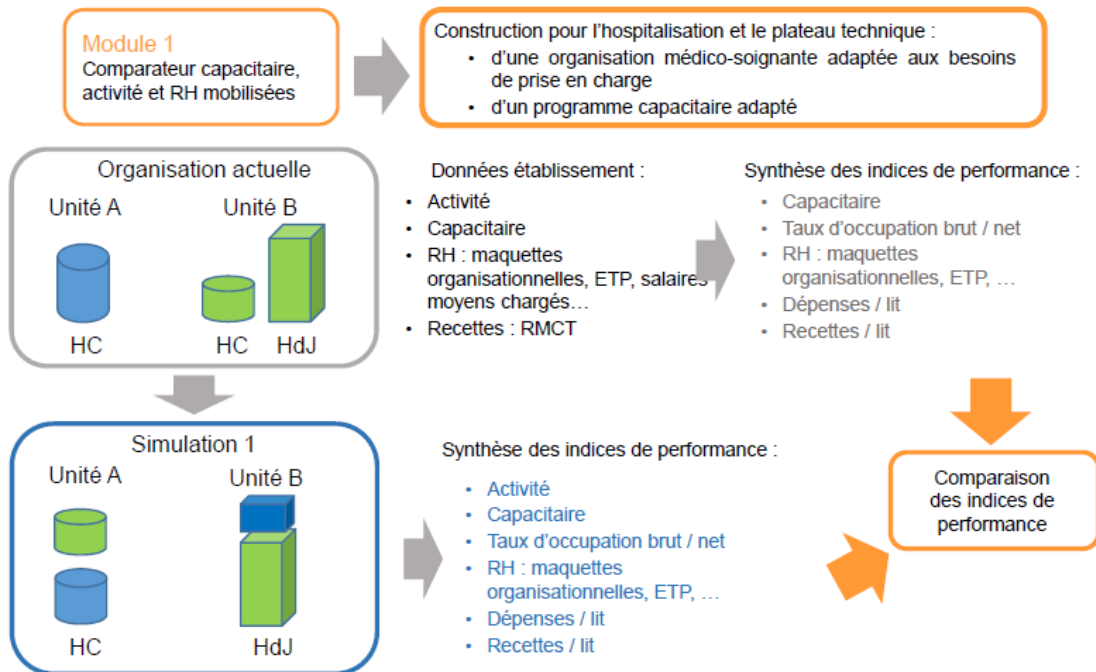 Module 1
Comparateur capacitaire,
activité et RH mobilisées
Construction pour l'hospitalisation et le plateau technique :
• d'une organisation médico-soignante adaptée aux besoins
de prise en charge
• d'un programme capacitaire adapté
Organisation actuelle
Unité A
Unité B
HC
HC
HdJ
Données établissement :
• Activité
• Capacitaire
• RH : maquettes
organisationnelles, ETP, salaires
moyens chargés…
• Recettes : RMCT
Synthèse des indices de performance :
• Capacitaire
• Taux d'occupation brut / net
• RH : maquettes
organisationnelles, ETP, …
• Dépenses / lit
• Recettes / lit
Simulation 1
Unité A
Unité B
HC
HdJ
Synthèse des indices de performance :
• Activité
• Capacitaire
• Taux d'occupation brut / net
• RH : maquettes
organisationnelles, ETP, …
• Dépenses / lit
• Recettes / lit
Comparaison
des indices de
performance